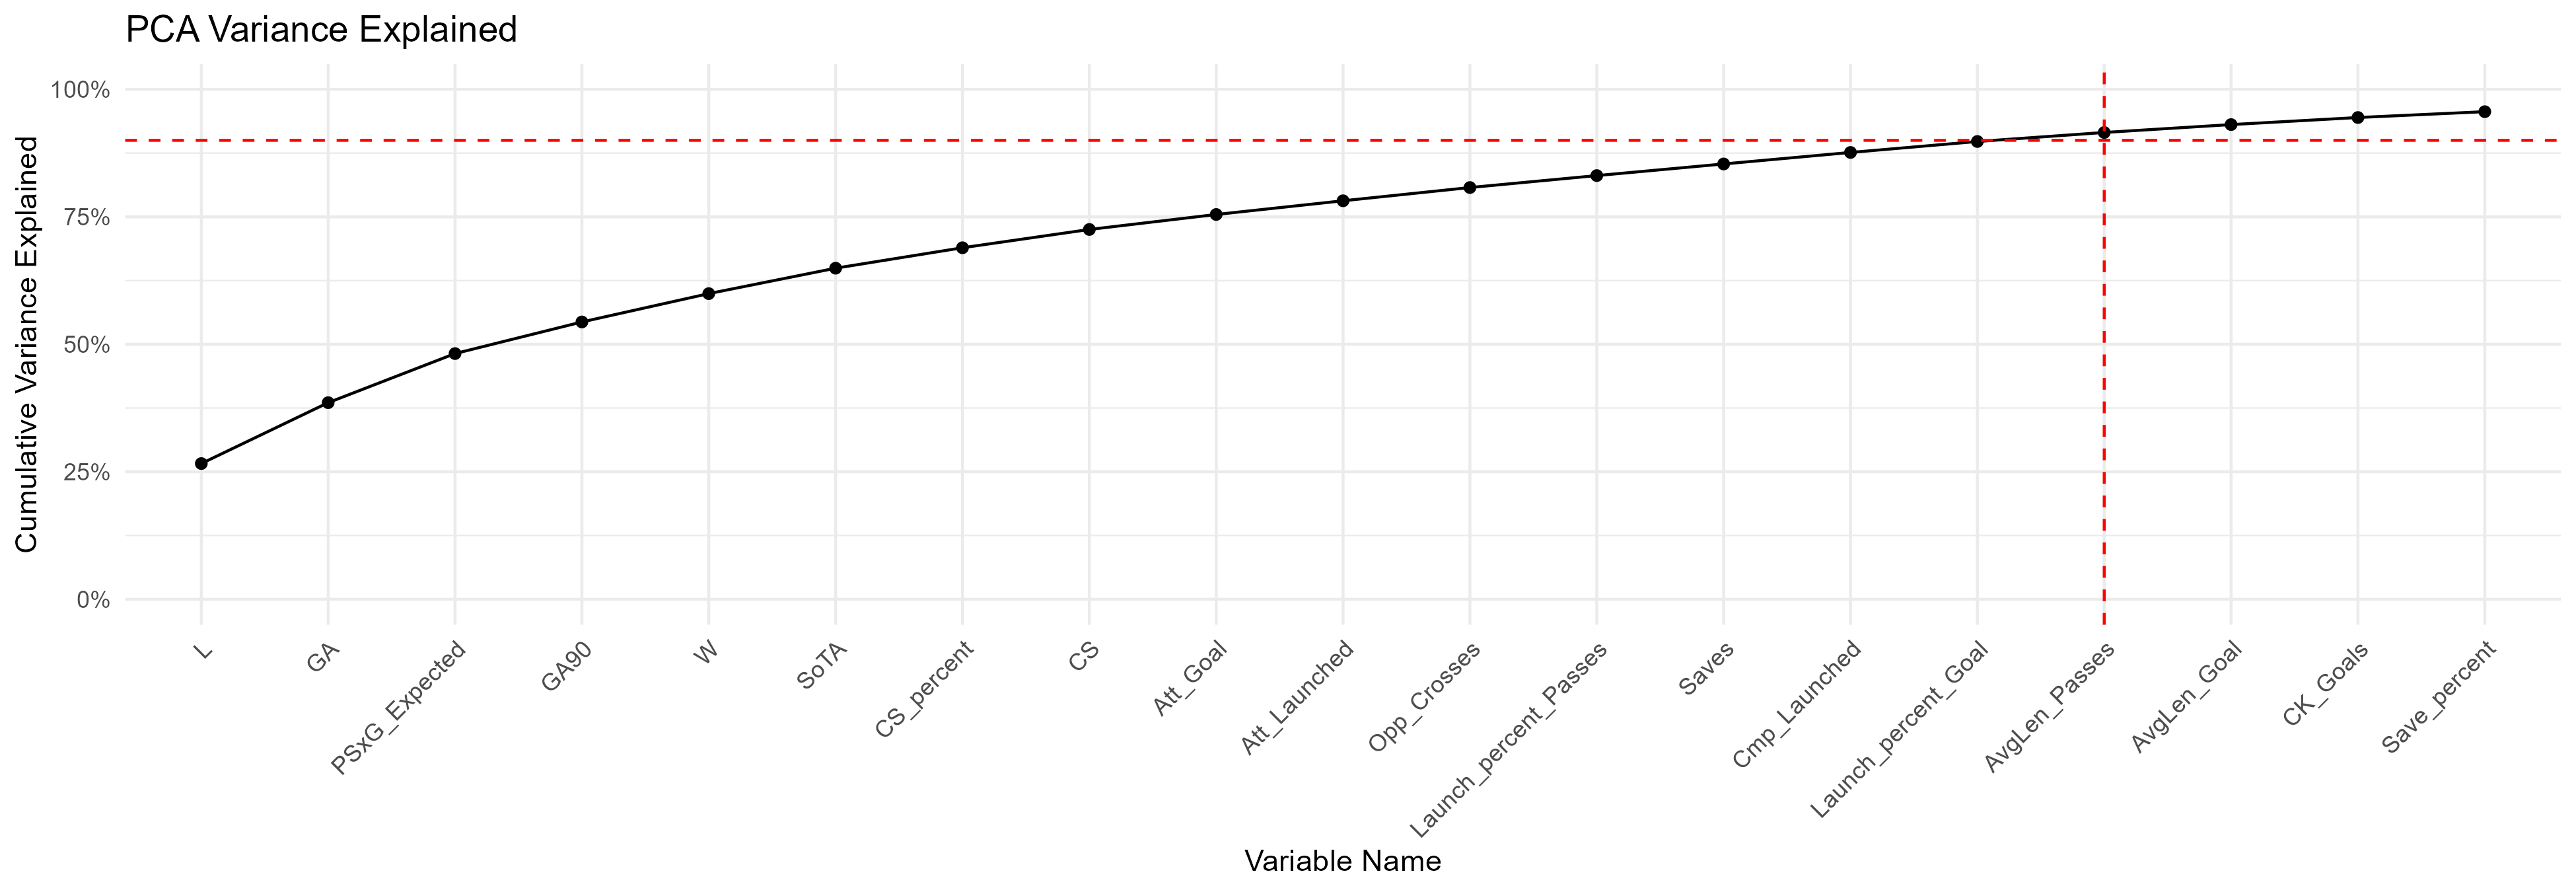 PCA Variance Explained
Cumulative Variance Explained
100%
75%
50%
25%
0%
L
GA
PSxG_Expected
GA90
W
SoTA
CS_percent
CS
Att_Goal
Att_Launched
Opp_Crosses
Launch_percent_Passes
Saves
Cmp_Launched
Launch_percent_Goal
AvgLen_Passes
AvgLen_Goal
CK_Goals
Save_percent
Variable Name